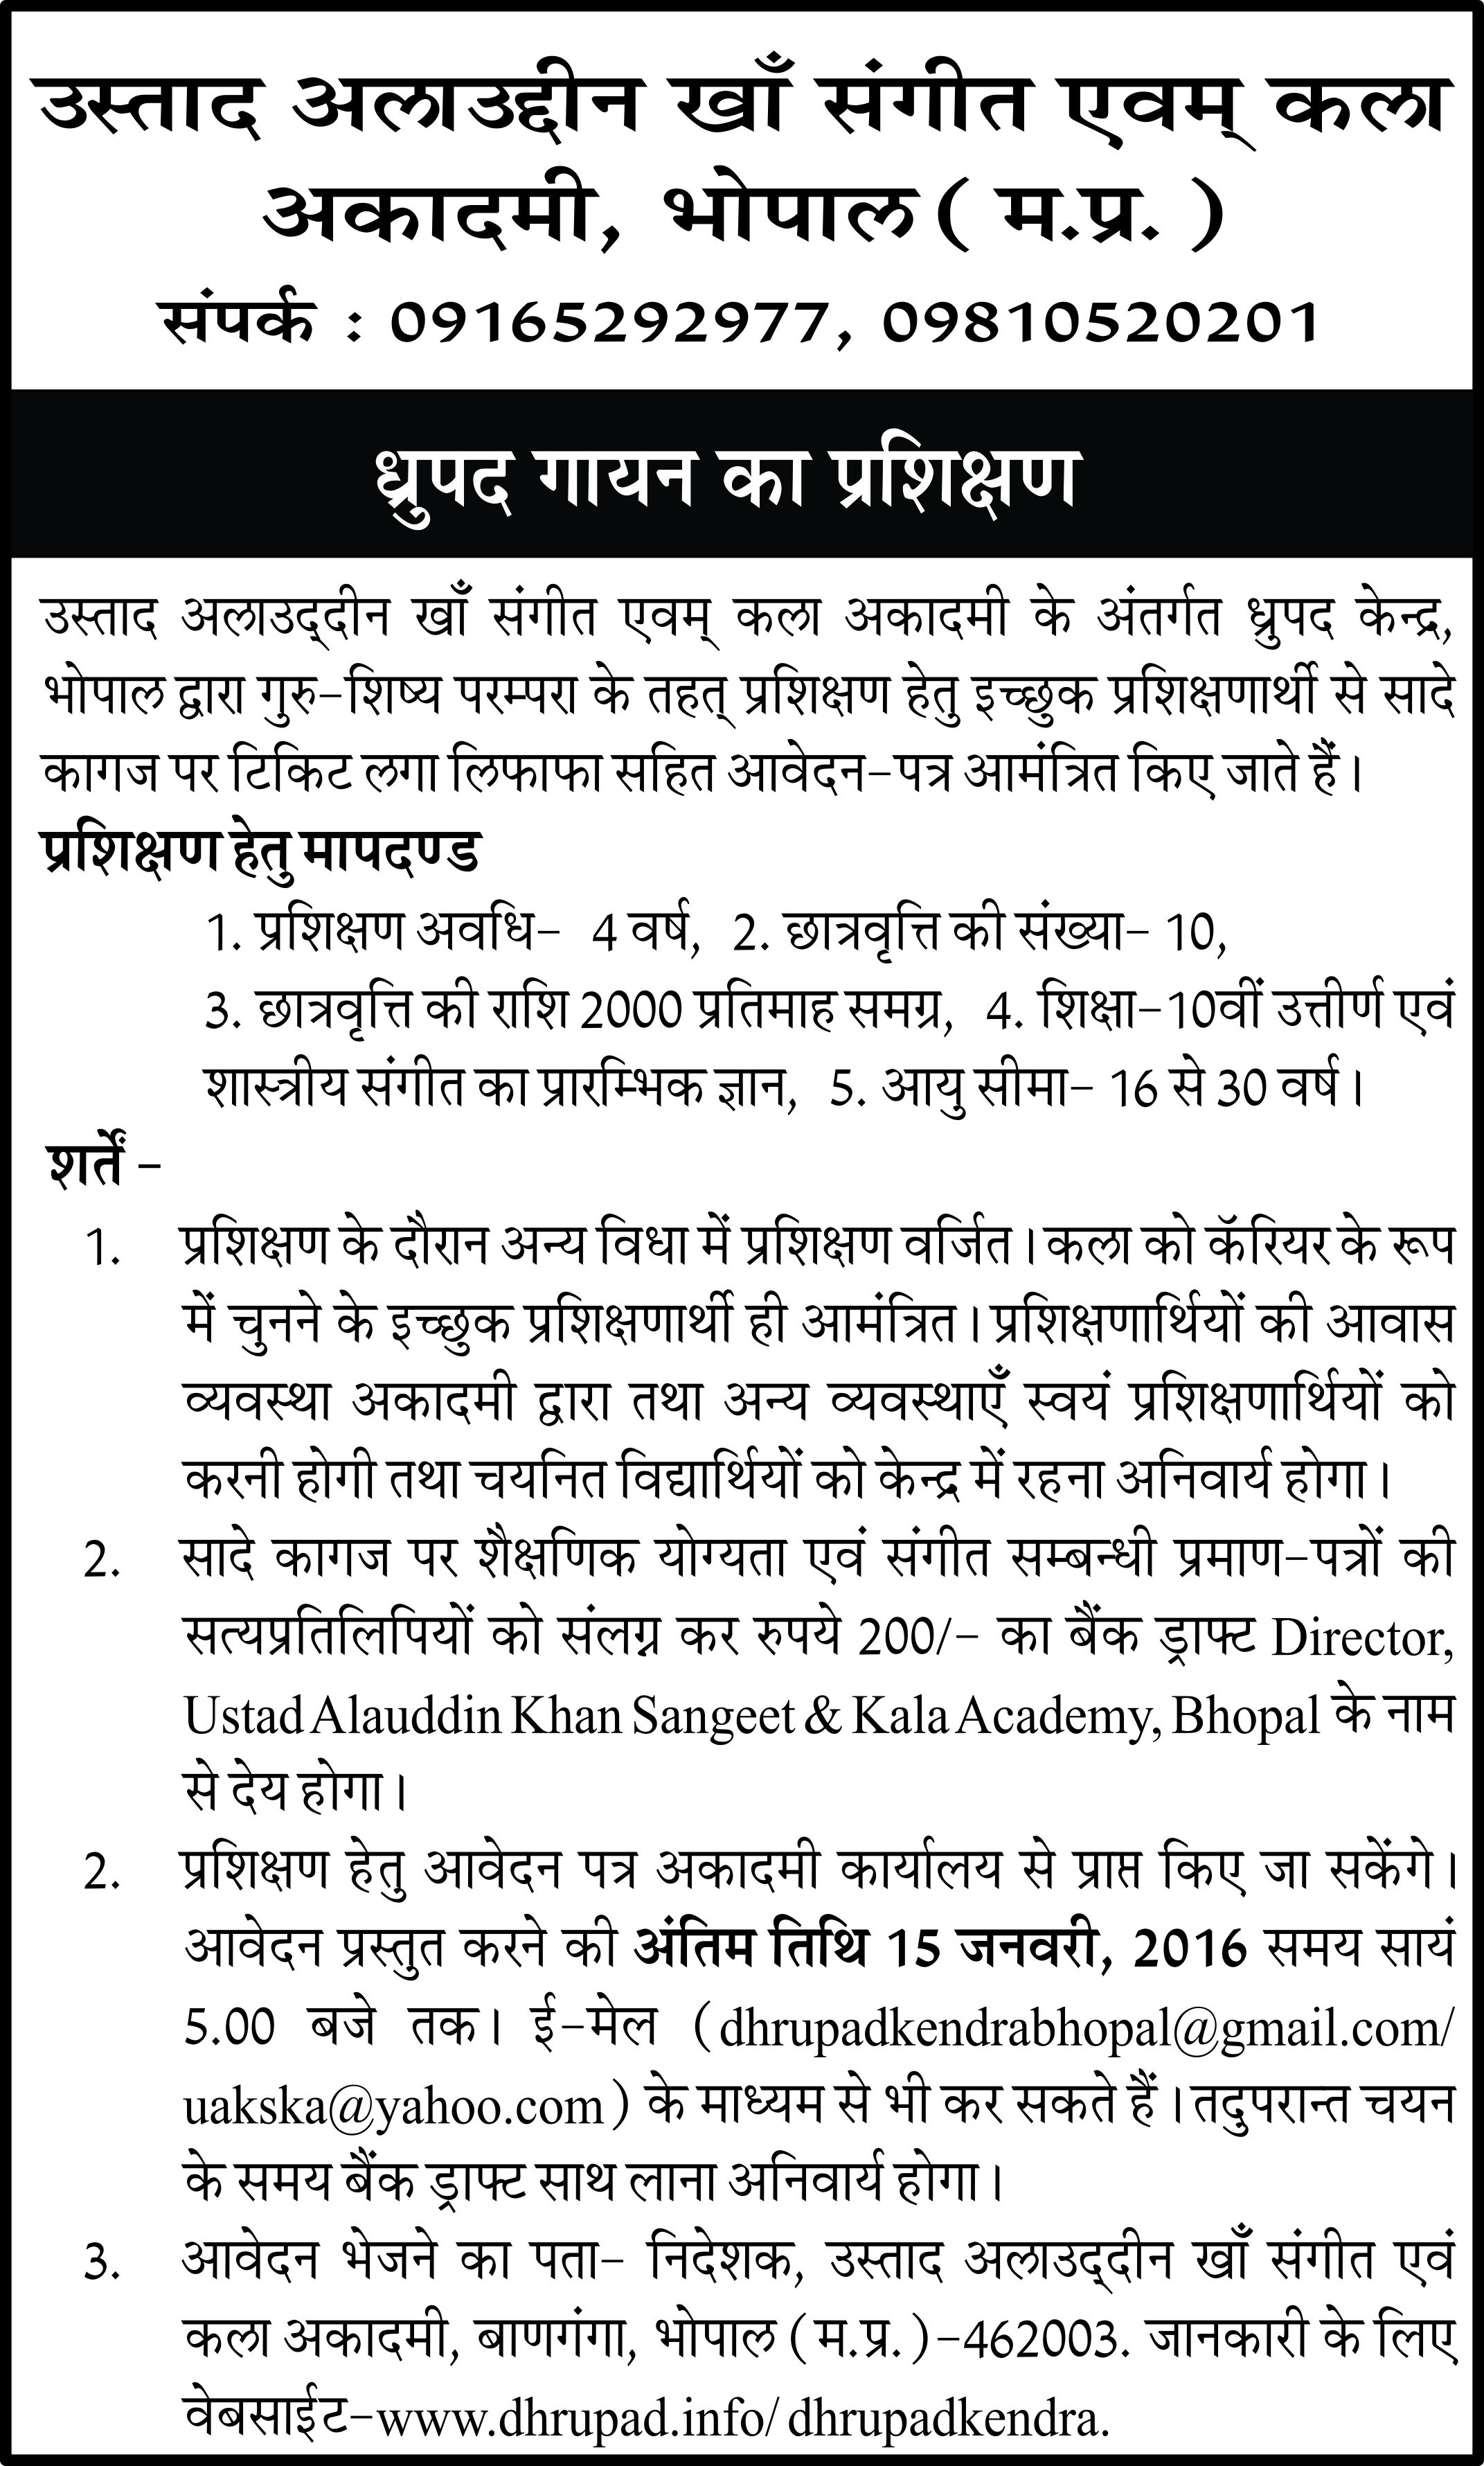 उस्ताद अलाउद्दीन खाँ संगीत एवम् कला
अकादमी, भोपाल ( म.प्र. )
संपर्क : 09165292977, 09810520201
ध्रुपद गायन का प्रशिक्षण
उस्ताद अलाउद्‌दीन खाँ संगीत एवम् कला अकादमी के अंतर्गत ध्रुपद केन्द्र,
भोपाल द्वारा गुरु-शिष्य परम्परा के तहत् प्रशिक्षण हेतु इच्छुक प्रशिक्षणार्थी से सादे
कागज पर टिकिट लगा लिफाफा सहित आवेदन-पत्र आमंत्रित किए जाते हैं।
प्रशिक्षण हेतु मापदण्ड
1. प्रशिक्षण अवधि- 4 वर्ष, 2. छात्रवृत्ति की संख्या- 10,
3. छात्रवृत्ति की राशि 2000 प्रतिमाह समग्र, 4. शिक्षा-10वीं उत्तीर्ण एवं
शास्त्रीय संगीत का प्रारम्भिक ज्ञान, 5. आयु सीमा- 16 से 30 वर्ष।
शर्तें -
1. प्रशिक्षण के दौरान अन्य विधा में प्रशिक्षण वर्जित। कला को कॅरियर के रूप
में चुनने के इच्छुक प्रशिक्षणार्थी ही आमंत्रित। प्रशिक्षणार्थियों की आवास
व्यवस्था अकादमी द्वारा तथा अन्य व्यवस्थाएँ स्वयं प्रशिक्षणार्थियों को
करनी होगी तथा चयनित विद्यार्थियों को केन्द्र में रहना अनिवार्य होगा।
2. सादे कागज पर शैक्षणिक योग्यता एवं संगीत सम्बन्धी प्रमाण-पत्रों की
सत्यप्रतिलिपियों को संलग्न कर रुपये 200/- का बैंक ड्राफ्ट Director,
Ustad Alauddin Khan Sangeet & Kala Academy, Bhopal के नाम
से देय होगा।
2. प्रशिक्षण हेतु आवेदन पत्र अकादमी कार्यालय से प्राप्त किए जा सकेंगे।
आवेदन प्रस्तुत करने की अंतिम तिथि 15 जनवरी, 2016 समय सायं
5.00 बजे तक। ई-मेल (dhrupadkendrabhopal@gmail.com/
uakska@yahoo.com) के माध्यम से भी कर सकते हैं। तदुपरान्त चयन
के समय बैंक ड्राफ्ट साथ लाना अनिवार्य होगा।
3. आवेदन भेजने का पता- निदेशक, उस्ताद अलाउद्‌दीन खाँ संगीत एवं
कला अकादमी, बाणगंगा, भोपाल ( म.प्र. )-462003. जानकारी के लिए
वेबसाईट-www.dhrupad.info/ dhrupadkendra.